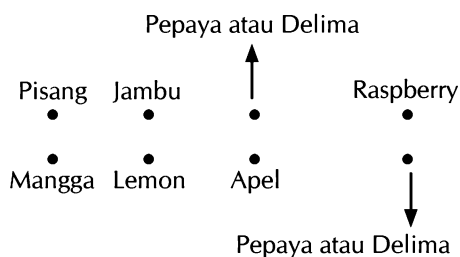 Pepaya atau Delima
Pisang Jambu Raspberry
Mangga Lemon Apel
Pepaya atau Delima